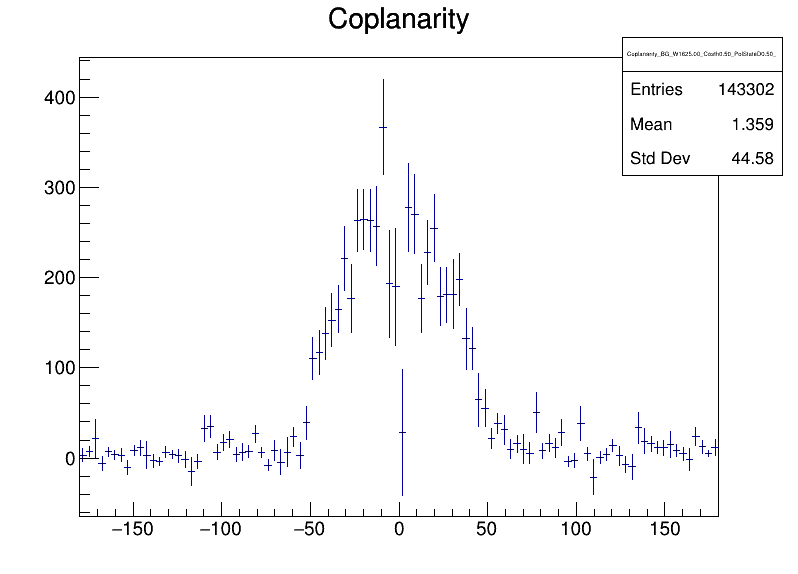 Coplanarity
Coplanarity_BG_W1625.00_Costh0.50_PolStateD0.50_
Entries 143302
Mean 1.359
Std Dev 44.58
400
300
200
100
0
−150 −100 −50 0 50 100 150